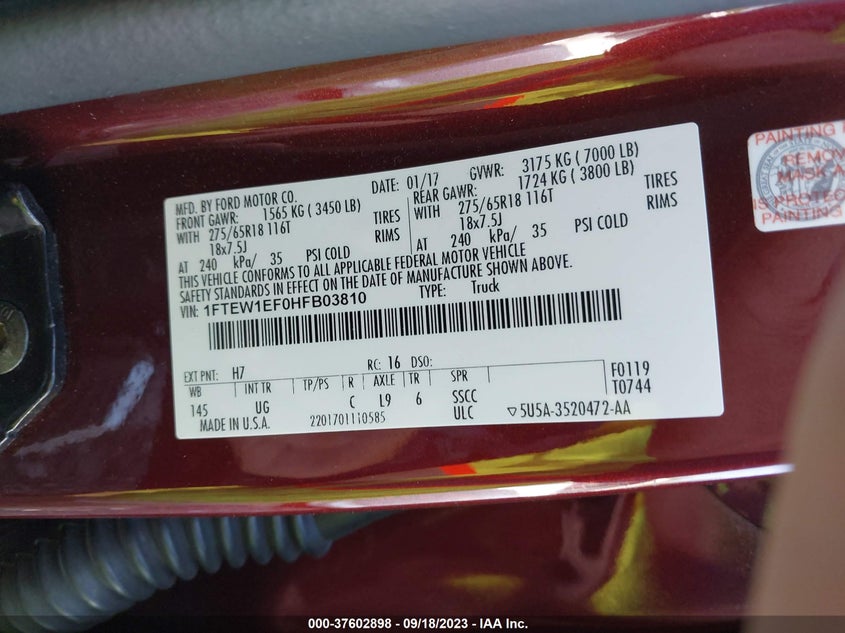 MFD. BY FORD MOTOR CO. DATE: 01/17 GVWR: 3175 KG ( 7000 LB)
FRONT GAWR: 1565 KG ( 3450 LB) REAR GAWR: 1724 KG ( 3800 LB)
WITH 275/65R18 116T TIRES WITH 275/65R18 116T TIRES
18x7.5J RIMS 18x7.5J RIMS
AT 240 kPa/ 35 PSI COLD AT 240 kPa/ 35 PSI COLD
THIS VEHICLE CONFORMS TO ALL APPLICABLE FEDERAL MOTOR VEHICLE
SAFETY STANDARDS IN EFFECT ON THE DATE OF MANUFACTURE SHOWN ABOVE.
VIN: 1FTEW1EF0HFB03810 TYPE: Truck
EXT PNT: H7 RC: 16 DSO: F0119
WB INT TR TP/PS R AXLE TR SPR T0744
145 UG C L9 6 SSCC
MADE IN U.S.A. 2201701110585 ULC ▽5U5A-3520472-AA
PAINTING
REMOV
MASK A
IS PROTEC
PAINTING
000-37602898 - 09/18/2023 - IAA Inc.